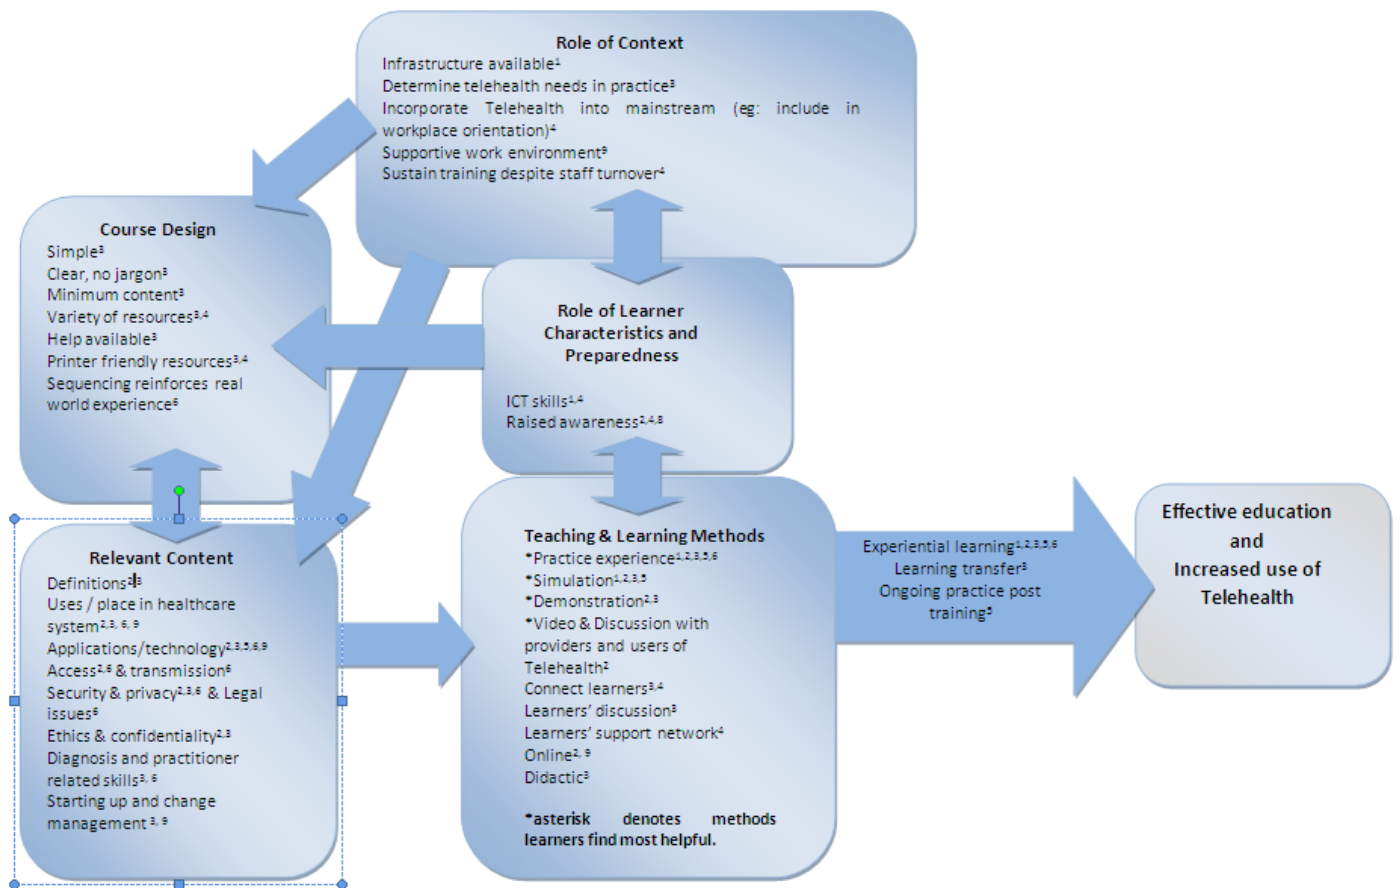 Role of Context
Infrastructure available¹
Determine telehealth needs in practice³
Incorporate Telehealth into mainstream (eg: include in
workplace orientation)⁴
Supportive work environment⁹
Sustain training despite staff turnover⁴
Course Design
Simple³
Clear, no jargon³
Minimum content³
Variety of resources³,⁴
Help available³
Printer friendly resources³,⁴
Sequencing reinforces real
world experience⁶
Role of Learner
Characteristics and
Preparedness
ICT skills¹,⁴
Raised awareness²,⁴,⁸
Relevant Content
Definitions²,³
Uses / place in healthcare
system²,³, ⁶, ⁹
Applications/technology²,³,⁵,⁶,⁹
Access²,⁶ & transmission⁶
Security & privacy²,³,⁶ & Legal
issues⁶
Ethics & confidentiality²,³
Diagnosis and practitioner
related skills³, ⁶
Starting up and change
management ³, ⁹
Teaching & Learning Methods
*Practice experience¹,²,³,⁵,⁶
*Simulation¹,²,³,⁵
*Demonstration²,³
*Video & Discussion with
providers and users of
Telehealth²
Connect learners³,⁴
Learners' discussion³
Learners' support network⁴
Online², ⁹
Didactic³
*asterisk denotes methods
learners find most helpful.
Experiential learning¹,²,³,⁵,⁶
Learning transfer³
Ongoing practice post
training⁵
Effective education
and
Increased use of
Telehealth